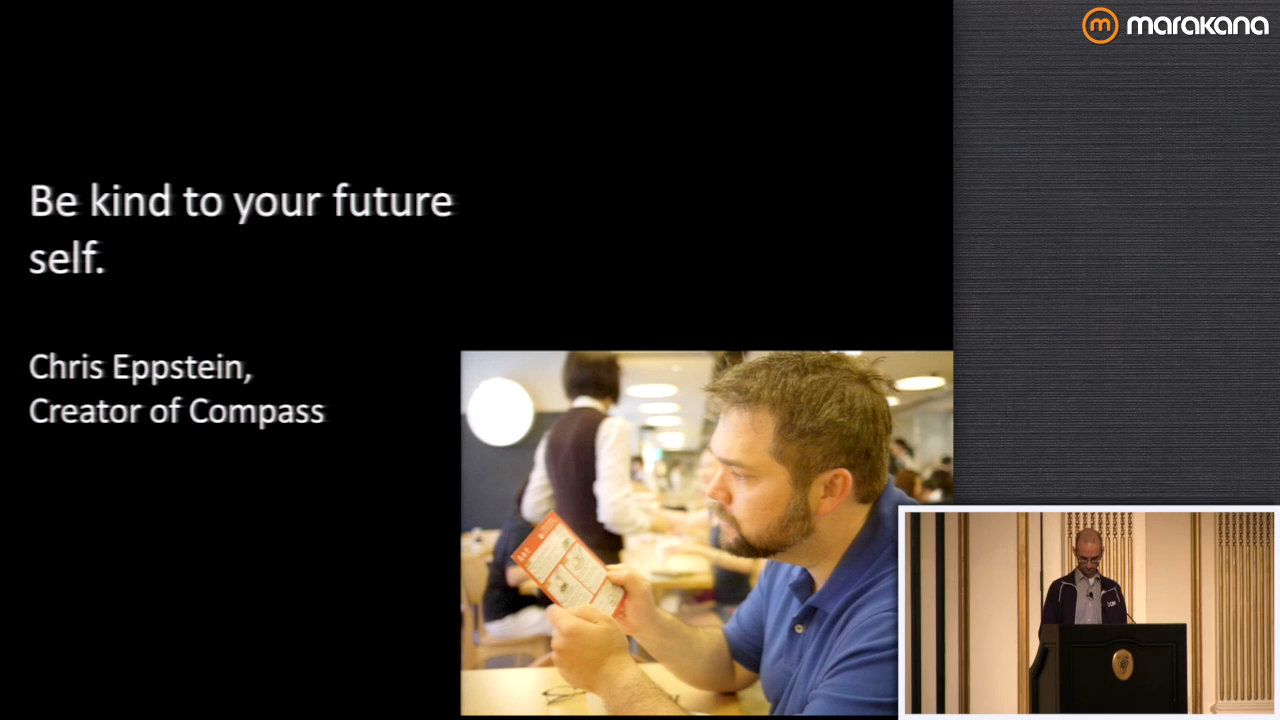 marakana
Be kind to your future
self.
Chris Eppstein,
Creator of Compass